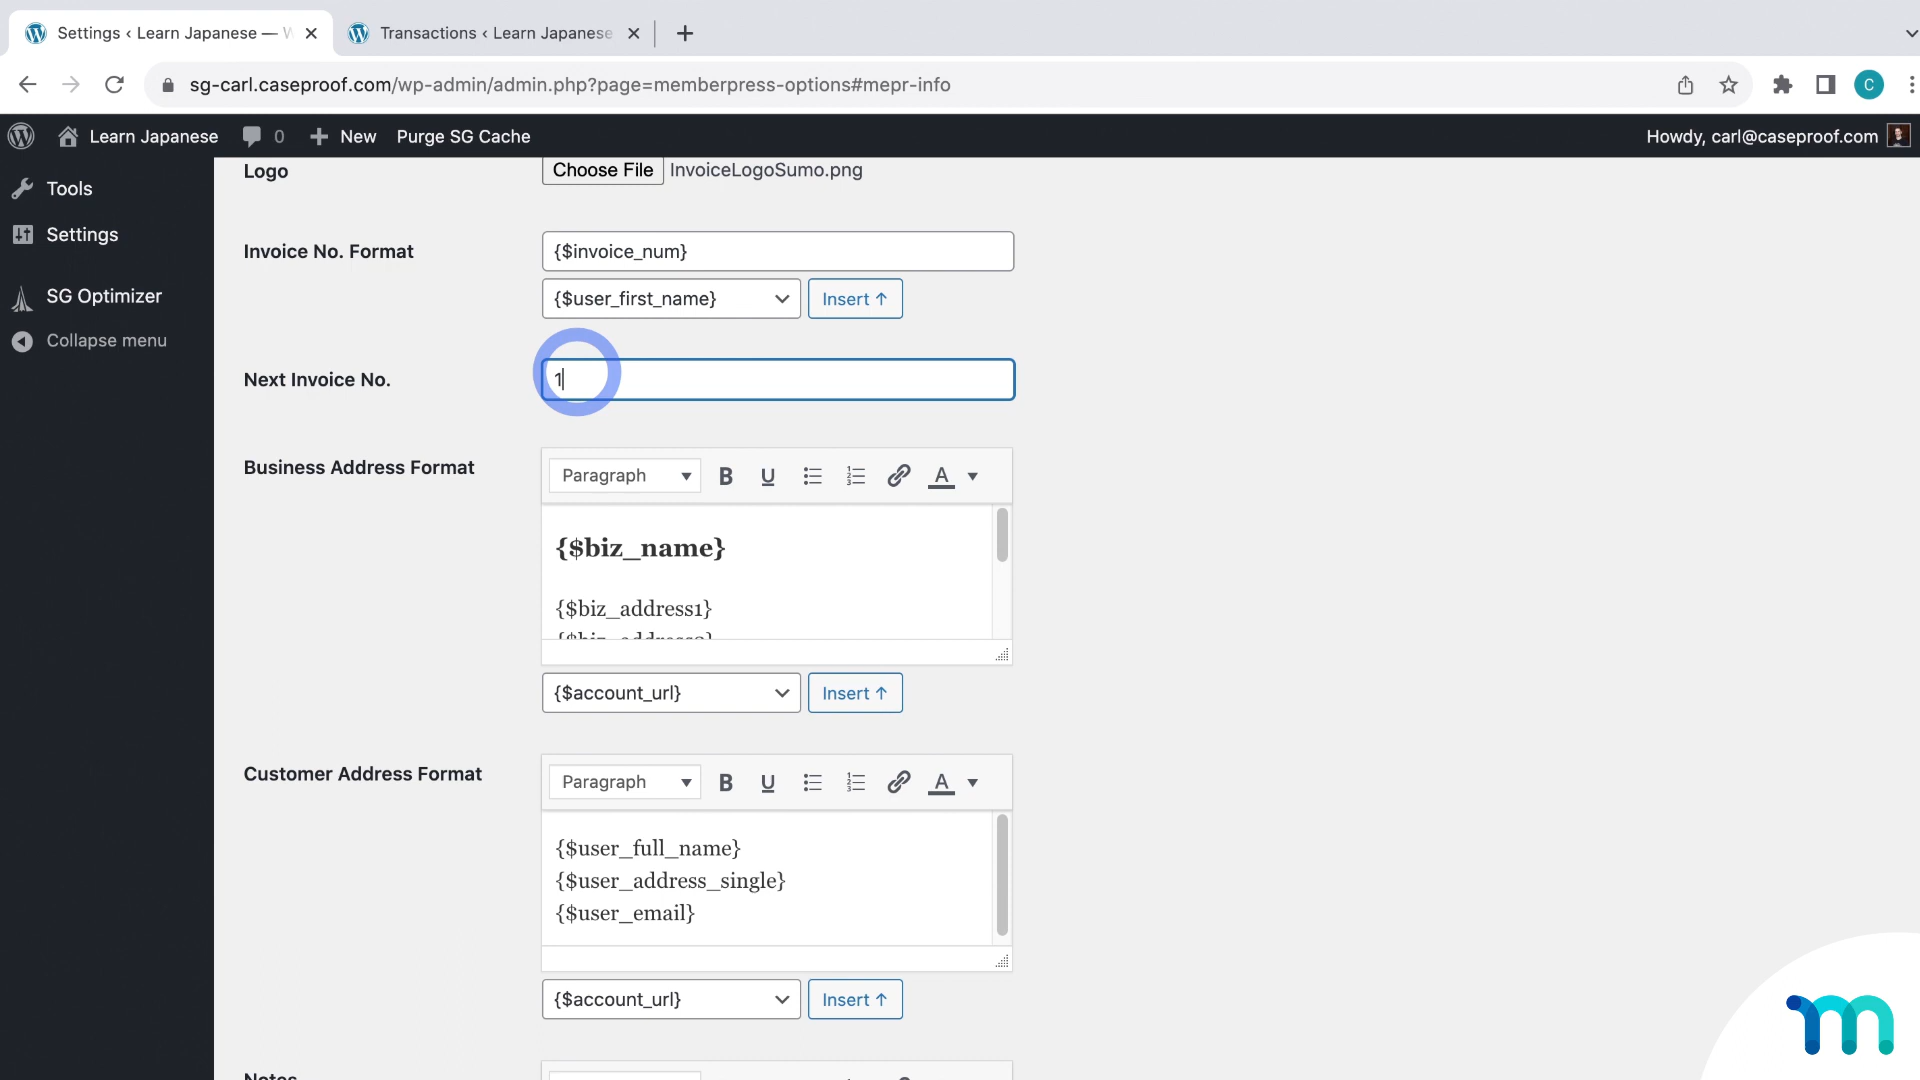 Settings ‹ Learn Japanese — W
Transactions ‹ Learn Japanese
sg-carl.caseproof.com/wp-admin/admin.php?page=memberpress-options#mepr-info
C
Learn Japanese
0
New
Purge SG Cache
Howdy, carl@caseproof.com
Tools
Settings
SG Optimizer
Collapse menu
Logo
Choose File
InvoiceLogoSumo.png
Invoice No. Format
{$invoice_num}
{$user_first_name}
Insert ↑
Next Invoice No.
1
Business Address Format
Paragraph
B
U
A
{$biz_name}
{$biz_address1}
{$biz_address2}
{$account_url}
Insert ↑
Customer Address Format
Paragraph
B
U
A
{$user_full_name}
{$user_address_single}
{$user_email}
{$account_url}
Insert ↑
Notes